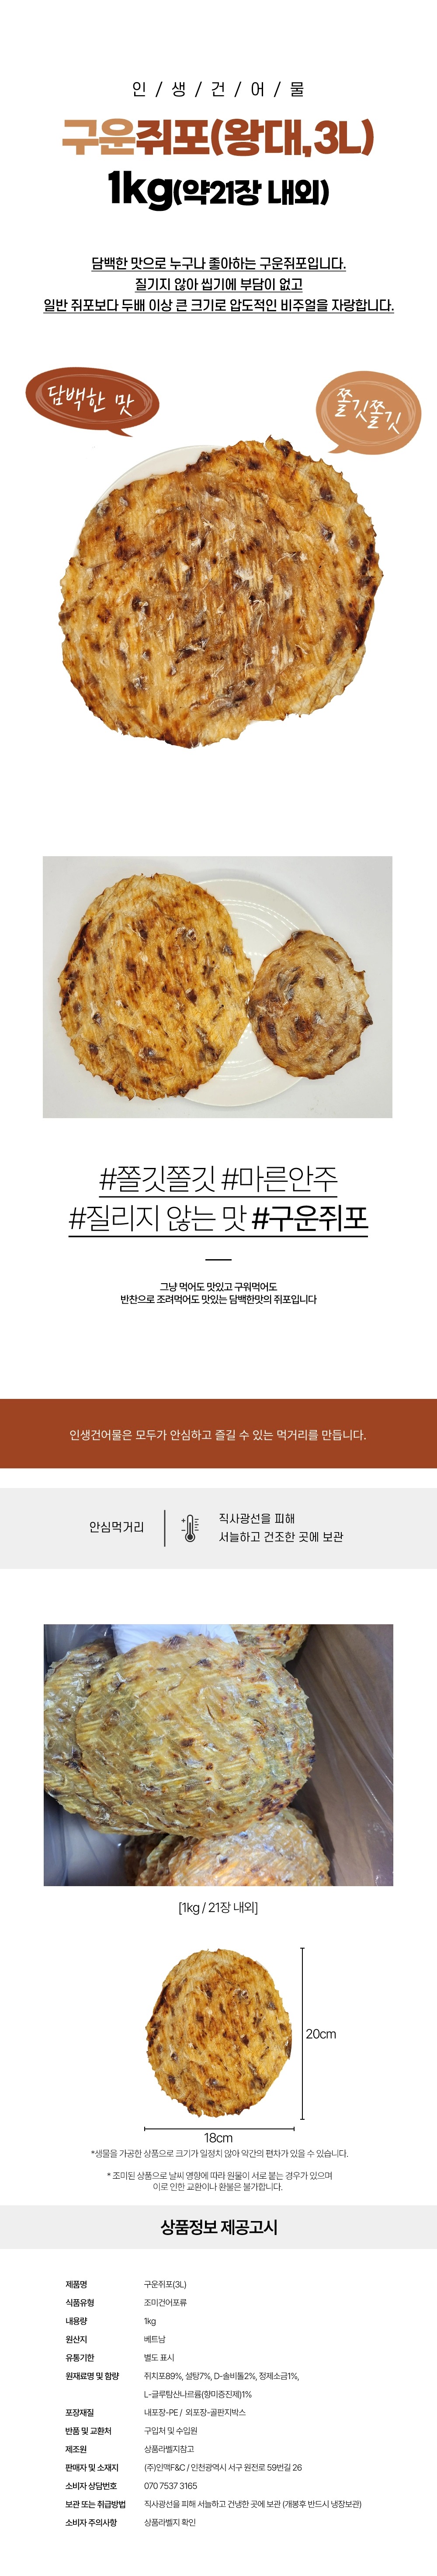 인 / 생 / 건 / 어 / 물
구운쥐포(왕대,3L)
1kg(약21장 내외)
담백한 맛으로 누구나 좋아하는 구운쥐포입니다.
질기지 않아 씹기에 부담이 없고
일반 쥐포보다 두배 이상 큰 크기로 압도적인 비주얼을 자랑합니다.
담백한 맛
쫄깃쫄깃
#쫄깃쫄깃 #마른안주
#질리지 않는 맛 #구운쥐포
그냥 먹어도 맛있고 구워먹어도
반찬으로 조려먹어도 맛있는 담백한맛의 쥐포입니다
인생건어물은 모두가 안심하고 즐길 수 있는 먹거리를 만듭니다.
안심먹거리
직사광선을 피해
서늘하고 건조한 곳에 보관
[1kg / 21장 내외]
20cm
18cm
*생물을 가공한 상품으로 크기가 일정치 않아 약간의 편차가 있을 수 있습니다.
* 조미된 상품으로 날씨 영향에 따라 원물이 서로 붙는 경우가 있으며
이로 인한 교환이나 환불은 불가합니다.
상품정보 제공고시
제품명 구운쥐포(3L)
식품유형 조미건어포류
내용량 1kg
원산지 베트남
유통기한 별도 표시
원재료명 및 함량 쥐치포89%, 설탕7%, D-솔비톨2%, 정제소금1%,
L-글루탐산나르륨(향미증진제)1%
포장재질 내포장-PE / 외포장-골판지박스
반품 및 교환처 구입처 및 수입원
제조원 상품라벨지참고
판매자 및 소재지 (주)인맥F&C / 인천광역시 서구 원전로 59번길 26
소비자 상담번호 070 7537 3165
보관 또는 취급방법 직사광선을 피해 서늘하고 건냉한 곳에 보관 (개봉후 반드시 냉장보관)
소비자 주의사항 상품라벨지 확인